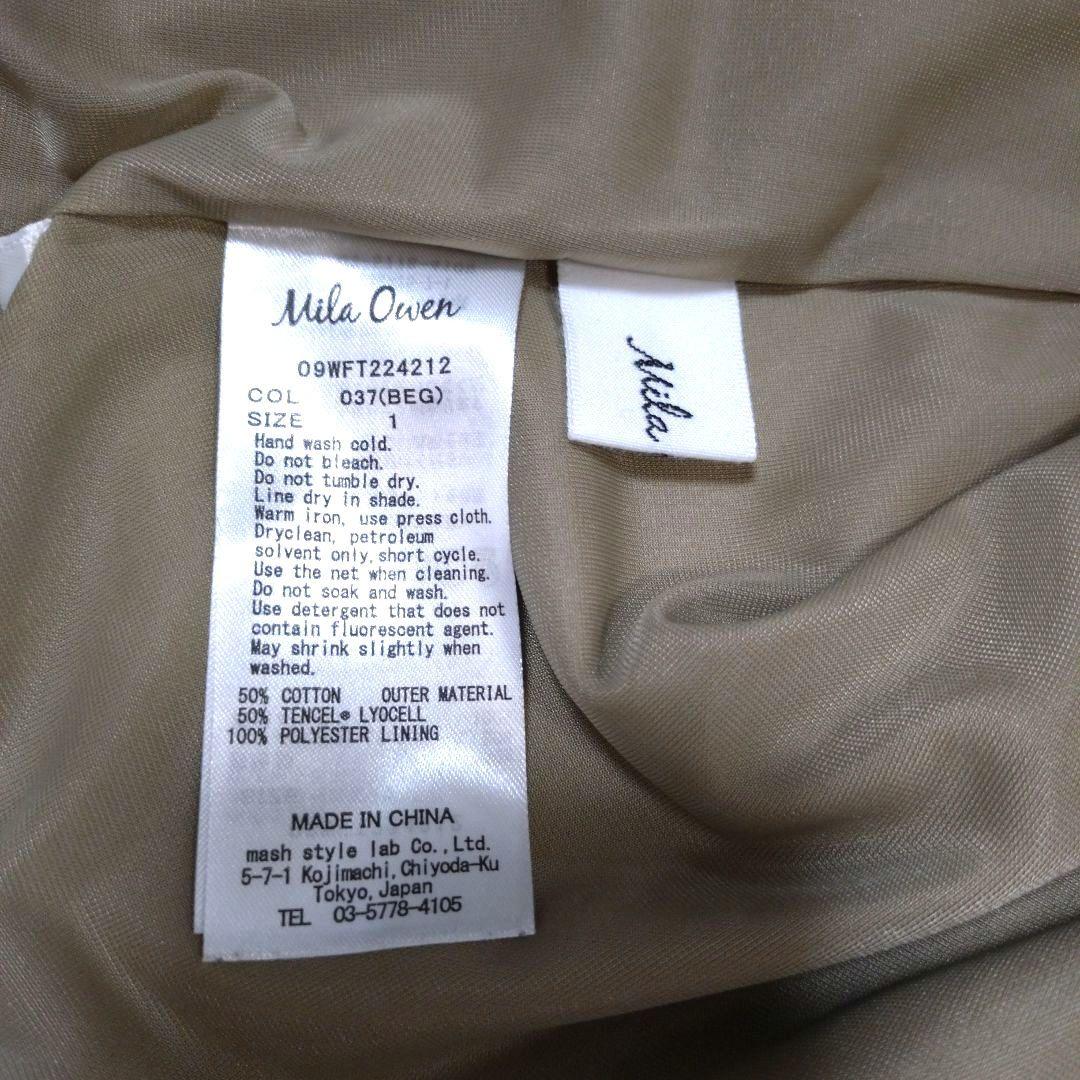 Mila Owen
09WFT224212
COL 037(BEG)
SIZE 1
Hand wash cold.
Do not bleach.
Do not tumble dry.
Line dry in shade.
Warm iron, use press cloth.
Dryclean, petroleum
solvent only, short cycle.
Use the net when cleaning.
Do not soak and wash.
Use detergent that does not
contain fluorescent agent.
May shrink slightly when
washed.
50% COTTON OUTER MATERIAL
50% TENCEL® LYOCELL
100% POLYESTER LINING
MADE IN CHINA
mash style lab Co., Ltd.
5-7-1 Kojimachi, Chiyoda-Ku
Tokyo, Japan
TEL 03-5778-4105
Mila